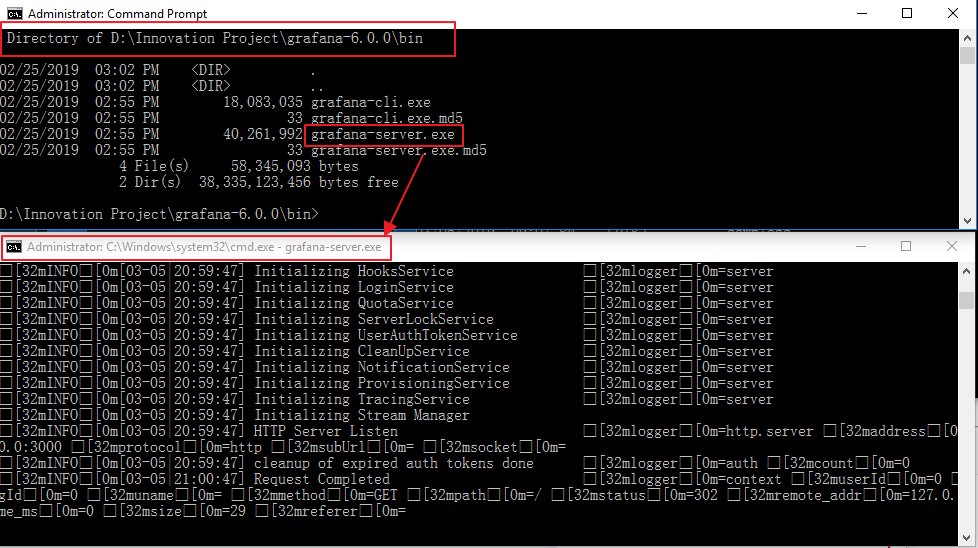 Administrator: Command Prompt
Directory of D:\Innovation Project\grafana-6.0.0\bin
02/25/2019 03:02 PM <DIR> .
02/25/2019 03:02 PM <DIR> ..
02/25/2019 02:55 PM 18,083,035 grafana-cli.exe
02/25/2019 02:55 PM 33 grafana-cli.exe.md5
02/25/2019 02:55 PM 40,261,992 grafana-server.exe
02/25/2019 02:55 PM 33 grafana-server.exe.md5
4 File(s) 58,345,093 bytes
2 Dir(s) 38,335,123,456 bytes free
D:\Innovation Project\grafana-6.0.0\bin>
Administrator: C:\Windows\system32\cmd.exe - grafana-server.exe
□[32mINFO□[0m[03-05|20:59:47] Initializing HooksService □[32mlogger□[0m=server
□[32mINFO□[0m[03-05|20:59:47] Initializing LoginService □[32mlogger□[0m=server
□[32mINFO□[0m[03-05|20:59:47] Initializing QuotaService □[32mlogger□[0m=server
□[32mINFO□[0m[03-05|20:59:47] Initializing ServerLockService □[32mlogger□[0m=server
□[32mINFO□[0m[03-05|20:59:47] Initializing UserAuthTokenService □[32mlogger□[0m=server
□[32mINFO□[0m[03-05|20:59:47] Initializing CleanUpService □[32mlogger□[0m=server
□[32mINFO□[0m[03-05|20:59:47] Initializing NotificationService □[32mlogger□[0m=server
□[32mINFO□[0m[03-05|20:59:47] Initializing ProvisioningService □[32mlogger□[0m=server
□[32mINFO□[0m[03-05|20:59:47] Initializing TracingService □[32mlogger□[0m=server
□[32mINFO□[0m[03-05|20:59:47] Initializing Stream Manager
□[32mINFO□[0m[03-05|20:59:47] HTTP Server Listen □[32mlogger□[0m=http.server □[32maddress□[0
0.0:3000 □[32mprotocol□[0m=http □[32msubUrl□[0m= □[32msocket□[0m=
□[32mINFO□[0m[03-05|20:59:47] cleanup of expired auth tokens done □[32mlogger□[0m=auth □[32mcount□[0m=0
□[32mINFO□[0m[03-05|21:00:47] Request Completed □[32mlogger□[0m=context □[32muserId□[0m=0 □
gId□[0m=0 □[32muname□[0m= □[32mmethod□[0m=GET □[32mpath□[0m=/ □[32mstatus□[0m=302 □[32mremote_addr□[0m=127.0.
me_ms□[0m=0 □[32msize□[0m=29 □[32mreferer□[0m=